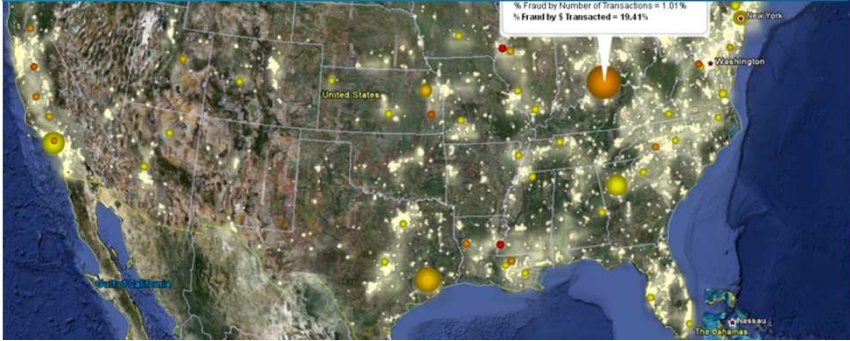 % Fraud by Number of Transactions = 1.01%
% Fraud by $ Transacted = 19.41%
New York
Washington
United States
Gulf of California
Nassau
The Bahamas